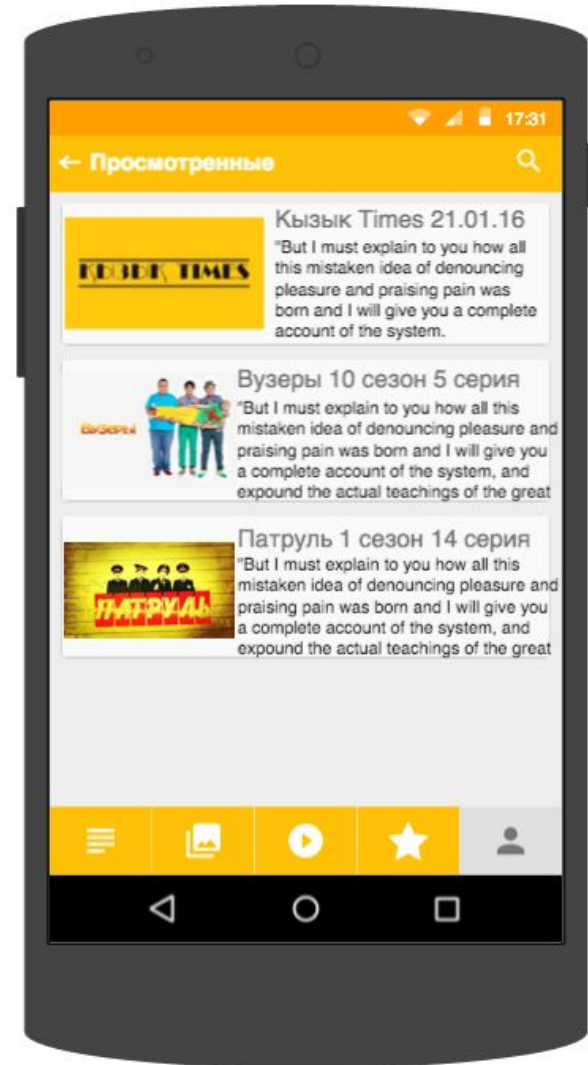 17:31
Просмотренные
КЫЗЫК TIMES
Кызык Times 21.01.16
"But I must explain to you how all
this mistaken idea of denouncing
pleasure and praising pain was
born and I will give you a complete
account of the system.
Вузеры
Вузеры 10 сезон 5 серия
"But I must explain to you how all this
mistaken idea of denouncing pleasure and
praising pain was born and I will give you
a complete account of the system, and
expound the actual teachings of the great
ПАТРУЛЬ
Патруль 1 сезон 14 серия
"But I must explain to you how all this
mistaken idea of denouncing pleasure and
praising pain was born and I will give you
a complete account of the system, and
expound the actual teachings of the great